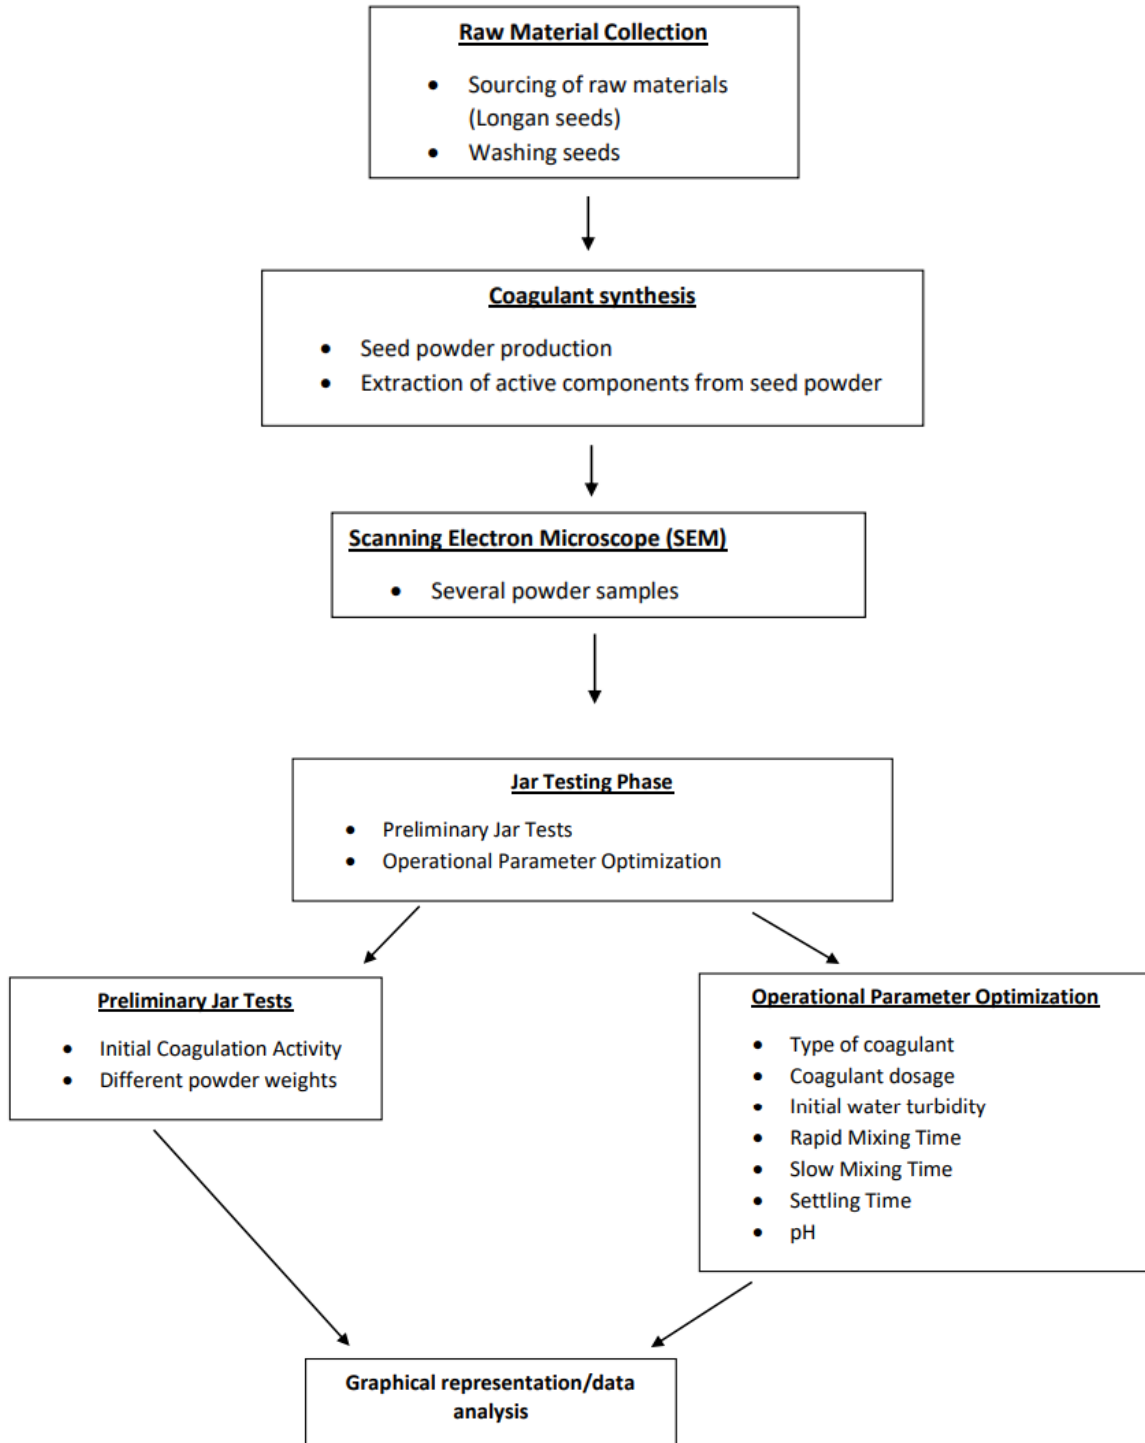 Raw Material Collection
• Sourcing of raw materials
(Longan seeds)
• Washing seeds
Coagulant synthesis
• Seed powder production
• Extraction of active components from seed powder
Scanning Electron Microscope (SEM)
• Several powder samples
Jar Testing Phase
• Preliminary Jar Tests
• Operational Parameter Optimization
Preliminary Jar Tests
• Initial Coagulation Activity
• Different powder weights
Operational Parameter Optimization
• Type of coagulant
• Coagulant dosage
• Initial water turbidity
• Rapid Mixing Time
• Slow Mixing Time
• Settling Time
• pH
Graphical representation/data
analysis